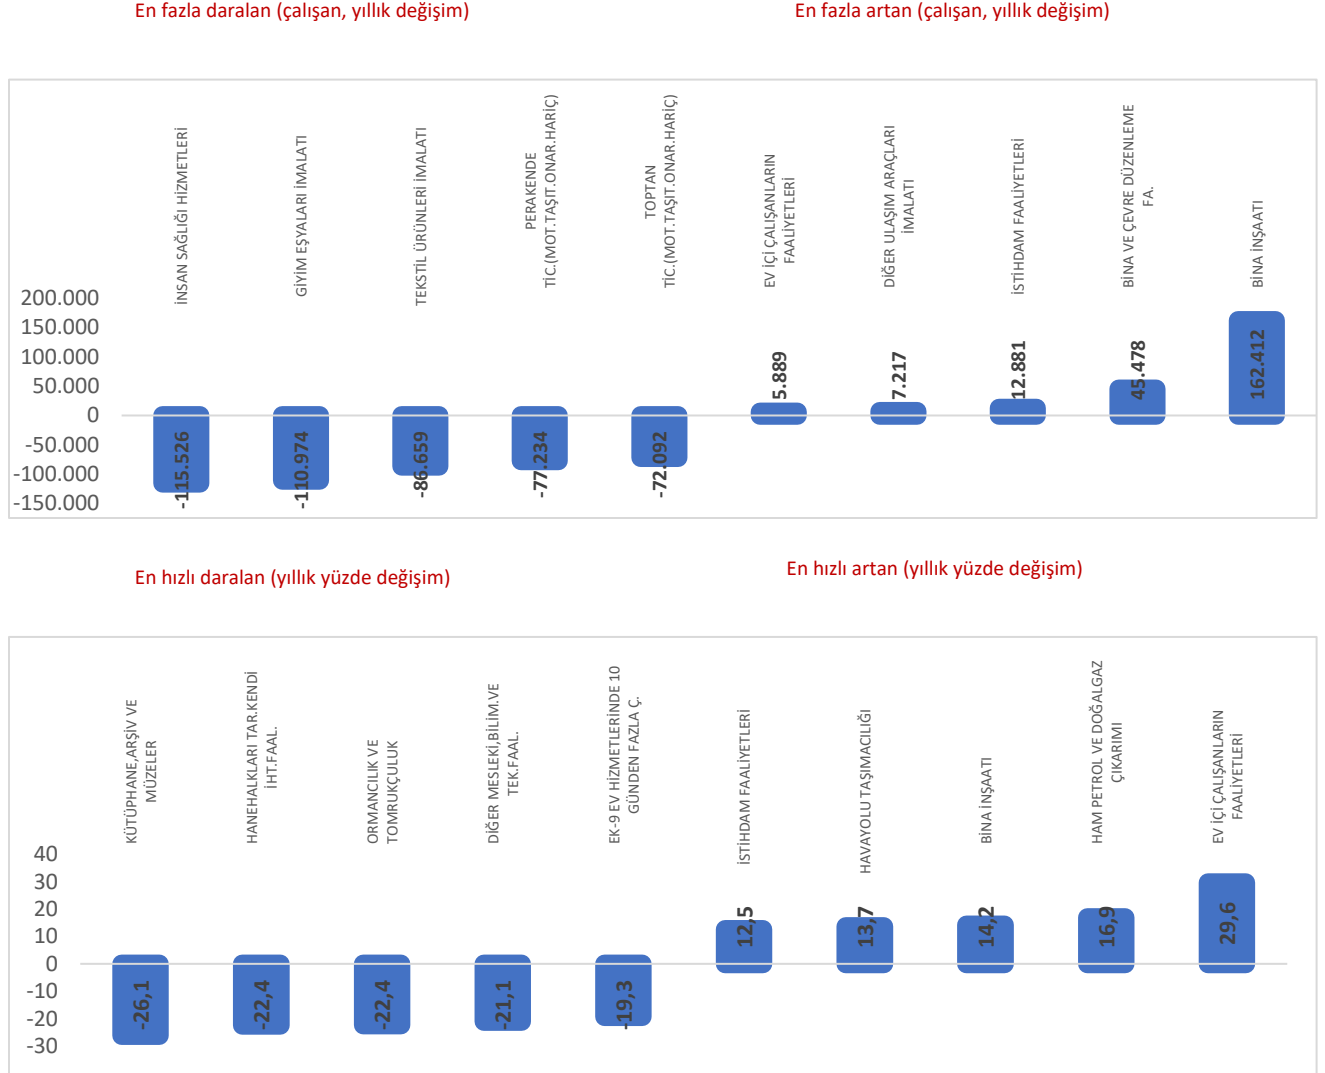 En fazla daralan (çalışan, yıllık değişim)
En fazla artan (çalışan, yıllık değişim)
İNSAN SAĞLIĞI HİZMETLERİ
GİYİM EŞYALARI İMALATI
TEKSTİL ÜRÜNLERİ İMALATI
PERAKENDE
TİC.(MOT.TAŞIT.ONAR.HARİÇ)
TOPTAN
TİC.(MOT.TAŞIT.ONAR.HARİÇ)
EV İÇİ ÇALIŞANLARIN
FAALİYETLERİ
DİĞER ULAŞIM ARAÇLARI
İMALATI
İSTİHDAM FAALİYETLERİ
BİNA VE ÇEVRE DÜZENLEME
FA.
BİNA İNŞAATI
200.000
150.000
100.000
50.000
0
-50.000
-100.000
-150.000
-115.526
-110.974
-86.659
-77.234
-72.092
5.889
7.217
12.881
45.478
162.412
En hızlı daralan (yıllık yüzde değişim)
En hızlı artan (yıllık yüzde değişim)
KÜTÜPHANE,ARŞİV VE
MÜZELER
HANEHALKLARI TAR.KENDİ
İHT.FAAL.
ORMANCILIK VE
TOMRUKÇULUK
DİĞER MESLEKİ,BİLİM.VE
TEK.FAAL.
EK-9 EV HİZMETLERİNDE 10
GÜNDEN FAZLA Ç.
İSTİHDAM FAALİYETLERİ
HAVAYOLU TAŞIMACILIĞI
BİNA İNŞAATI
HAM PETROL VE DOĞALGAZ
ÇIKARIMI
EV İÇİ ÇALIŞANLARIN
FAALİYETLERİ
40
30
20
10
0
-10
-20
-30
-26,1
-22,4
-22,4
-21,1
-19,3
12,5
13,7
14,2
16,9
29,6